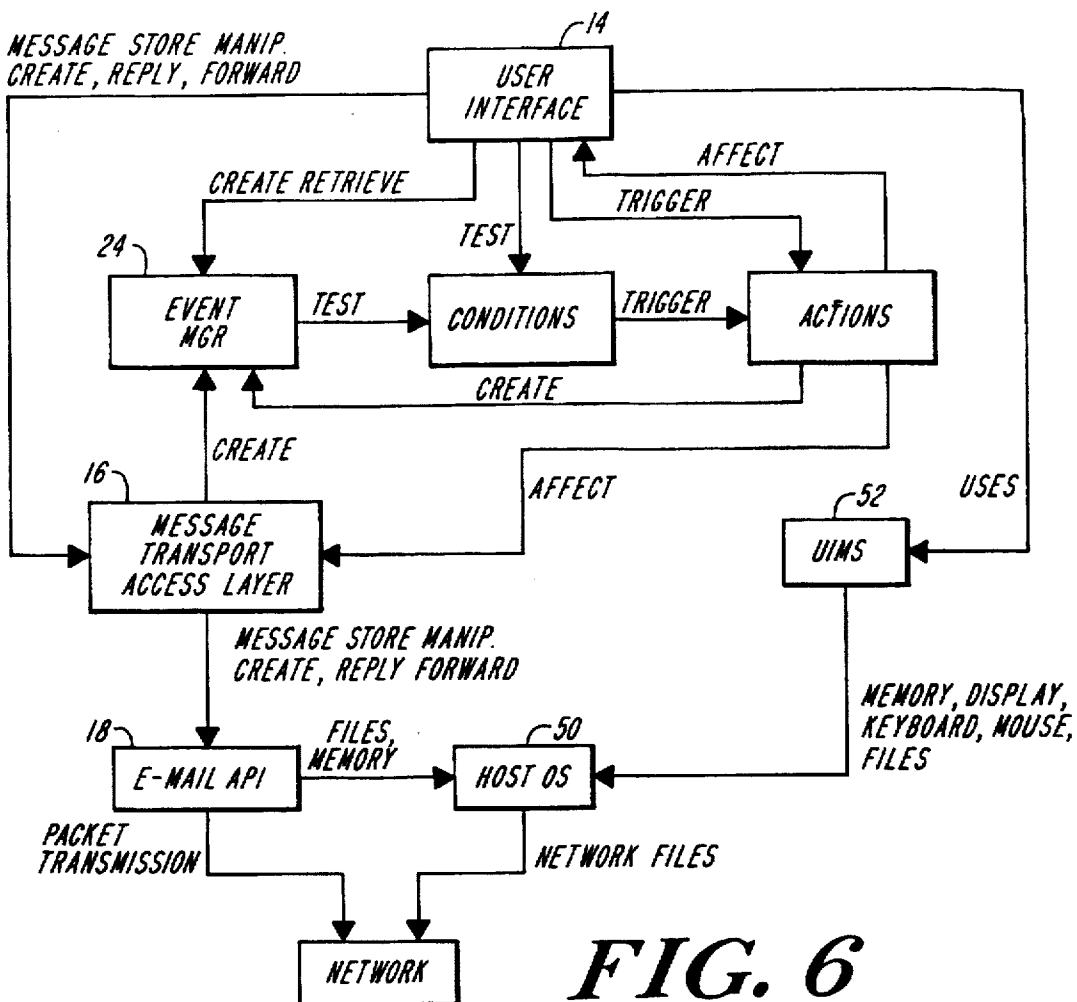 14
MESSAGE STORE MANIP.
CREATE, REPLY, FORWARD
USER
INTERFACE
AFFECT
CREATE RETRIEVE
TRIGGER
24
TEST
EVENT
MGR
TEST
CONDITIONS
TRIGGER
ACTIONS
CREATE
CREATE
16
AFFECT
USES
52
MESSAGE
TRANSPORT
ACCESS LAYER
UIMS
MESSAGE STORE MANIP.
CREATE, REPLY FORWARD
MEMORY, DISPLAY,
KEYBOARD, MOUSE,
FILES
18
FILES,
MEMORY
50
E-MAIL API
HOST OS
PACKET
TRANSMISSION
NETWORK FILES
NETWORK
FIG. 6